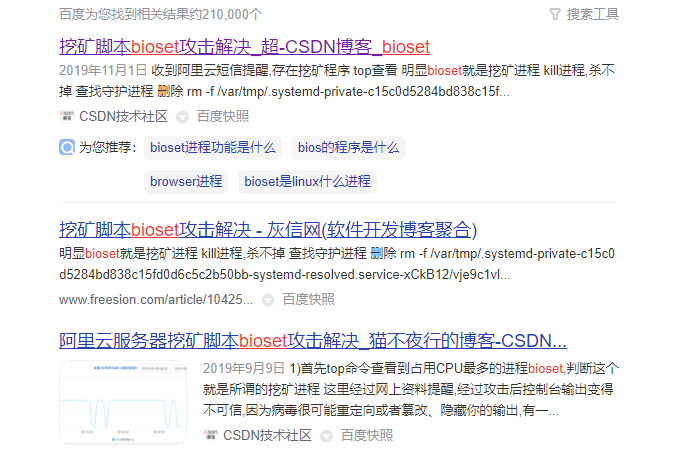 百度为您找到相关结果约210,000个 搜索工具
挖矿脚本bioset攻击解决_超-CSDN博客_bioset
2019年11月1日 收到阿里云短信提醒,存在挖矿程序 top查看 明显bioset就是挖矿进程 kill进程,杀不
掉 查找守护进程 删除 rm -f /var/tmp/.systemd-private-c15c0d5284bd838c15f...
CSDN技术社区 百度快照
为您推荐: bioset进程功能是什么 bios的程序是什么
browser进程 bioset是linux什么进程
挖矿脚本bioset攻击解决 - 灰信网(软件开发博客聚合)
明显bioset就是挖矿进程 kill进程,杀不掉 查找守护进程 删除 rm -f /var/tmp/.systemd-private-c15c0
d5284bd838c15fd0d6c5c2b50bb-systemd-resolved.service-xCkB12/vje9c1vl...
www.freesion.com/article/10425... 百度快照
阿里云服务器挖矿脚本bioset攻击解决_猫不夜行的博客-CSDN...
2019年9月9日 1)首先top命令查看到占用CPU最多的进程bioset,判断这个
就是所谓的挖矿进程 这里经过网上资料提醒,经过攻击后控制台输出变得
不可信,因为病毒很可能重定向或者篡改、隐藏你的输出,有一...
CSDN技术社区 百度快照